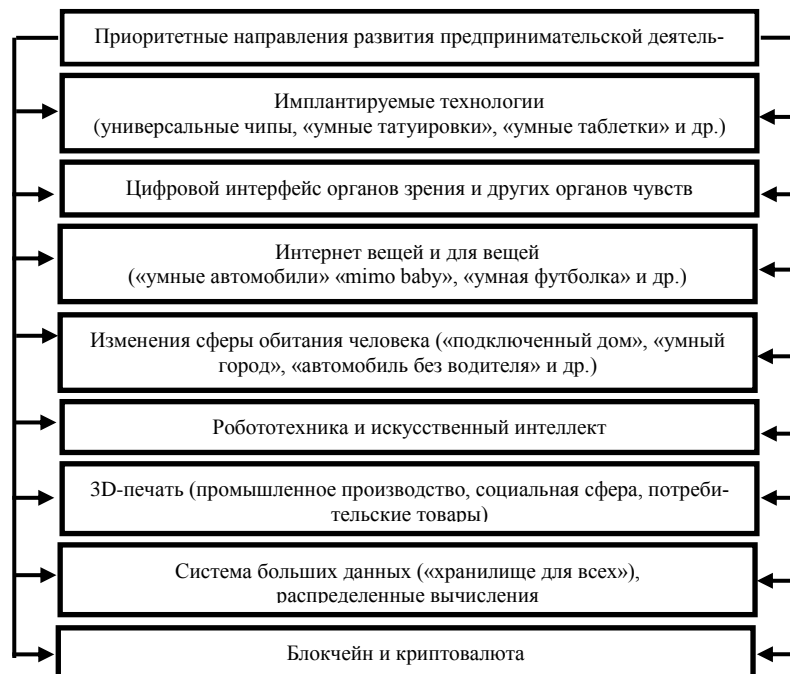 Приоритетные направления развития предпринимательской деятель-
Имплантируемые технологии
(универсальные чипы, «умные татуировки», «умные таблетки» и др.)
Цифровой интерфейс органов зрения и других органов чувств
Интернет вещей и для вещей
(«умные автомобили» «mimo baby», «умная футболка» и др.)
Изменения сферы обитания человека («подключенный дом», «умный
город», «автомобиль без водителя» и др.)
Робототехника и искусственный интеллект
3D-печать (промышленное производство, социальная сфера, потреби-
тельские товары)
Система больших данных («хранилище для всех»),
распределенные вычисления
Блокчейн и криптовалюта